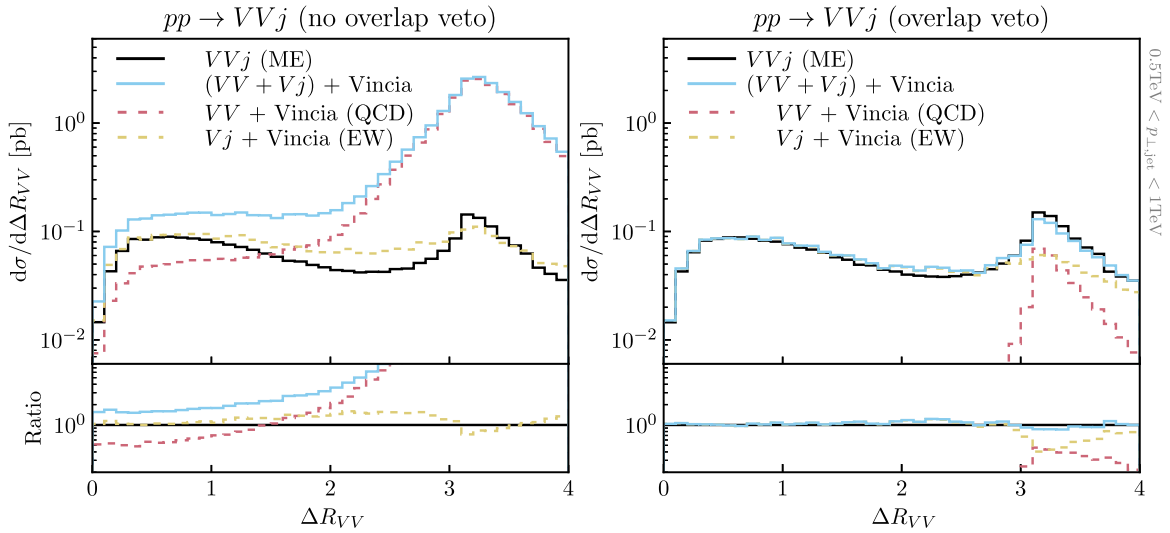 pp → VVj (no overlap veto)
VVj (ME)
(VV + Vj) + Vincia
VV + Vincia (QCD)
Vj + Vincia (EW)
dσ/dΔR_VV [pb]
10^0
10^-1
10^-2
Ratio
10^0
0 1 2 3 4
ΔR_VV
pp → VVj (overlap veto)
VVj (ME)
(VV + Vj) + Vincia
VV + Vincia (QCD)
Vj + Vincia (EW)
dσ/dΔR_VV [pb]
10^0
10^-1
10^-2
10^0
0 1 2 3 4
ΔR_VV
0.5TeV < p_⊥,jet < 1TeV